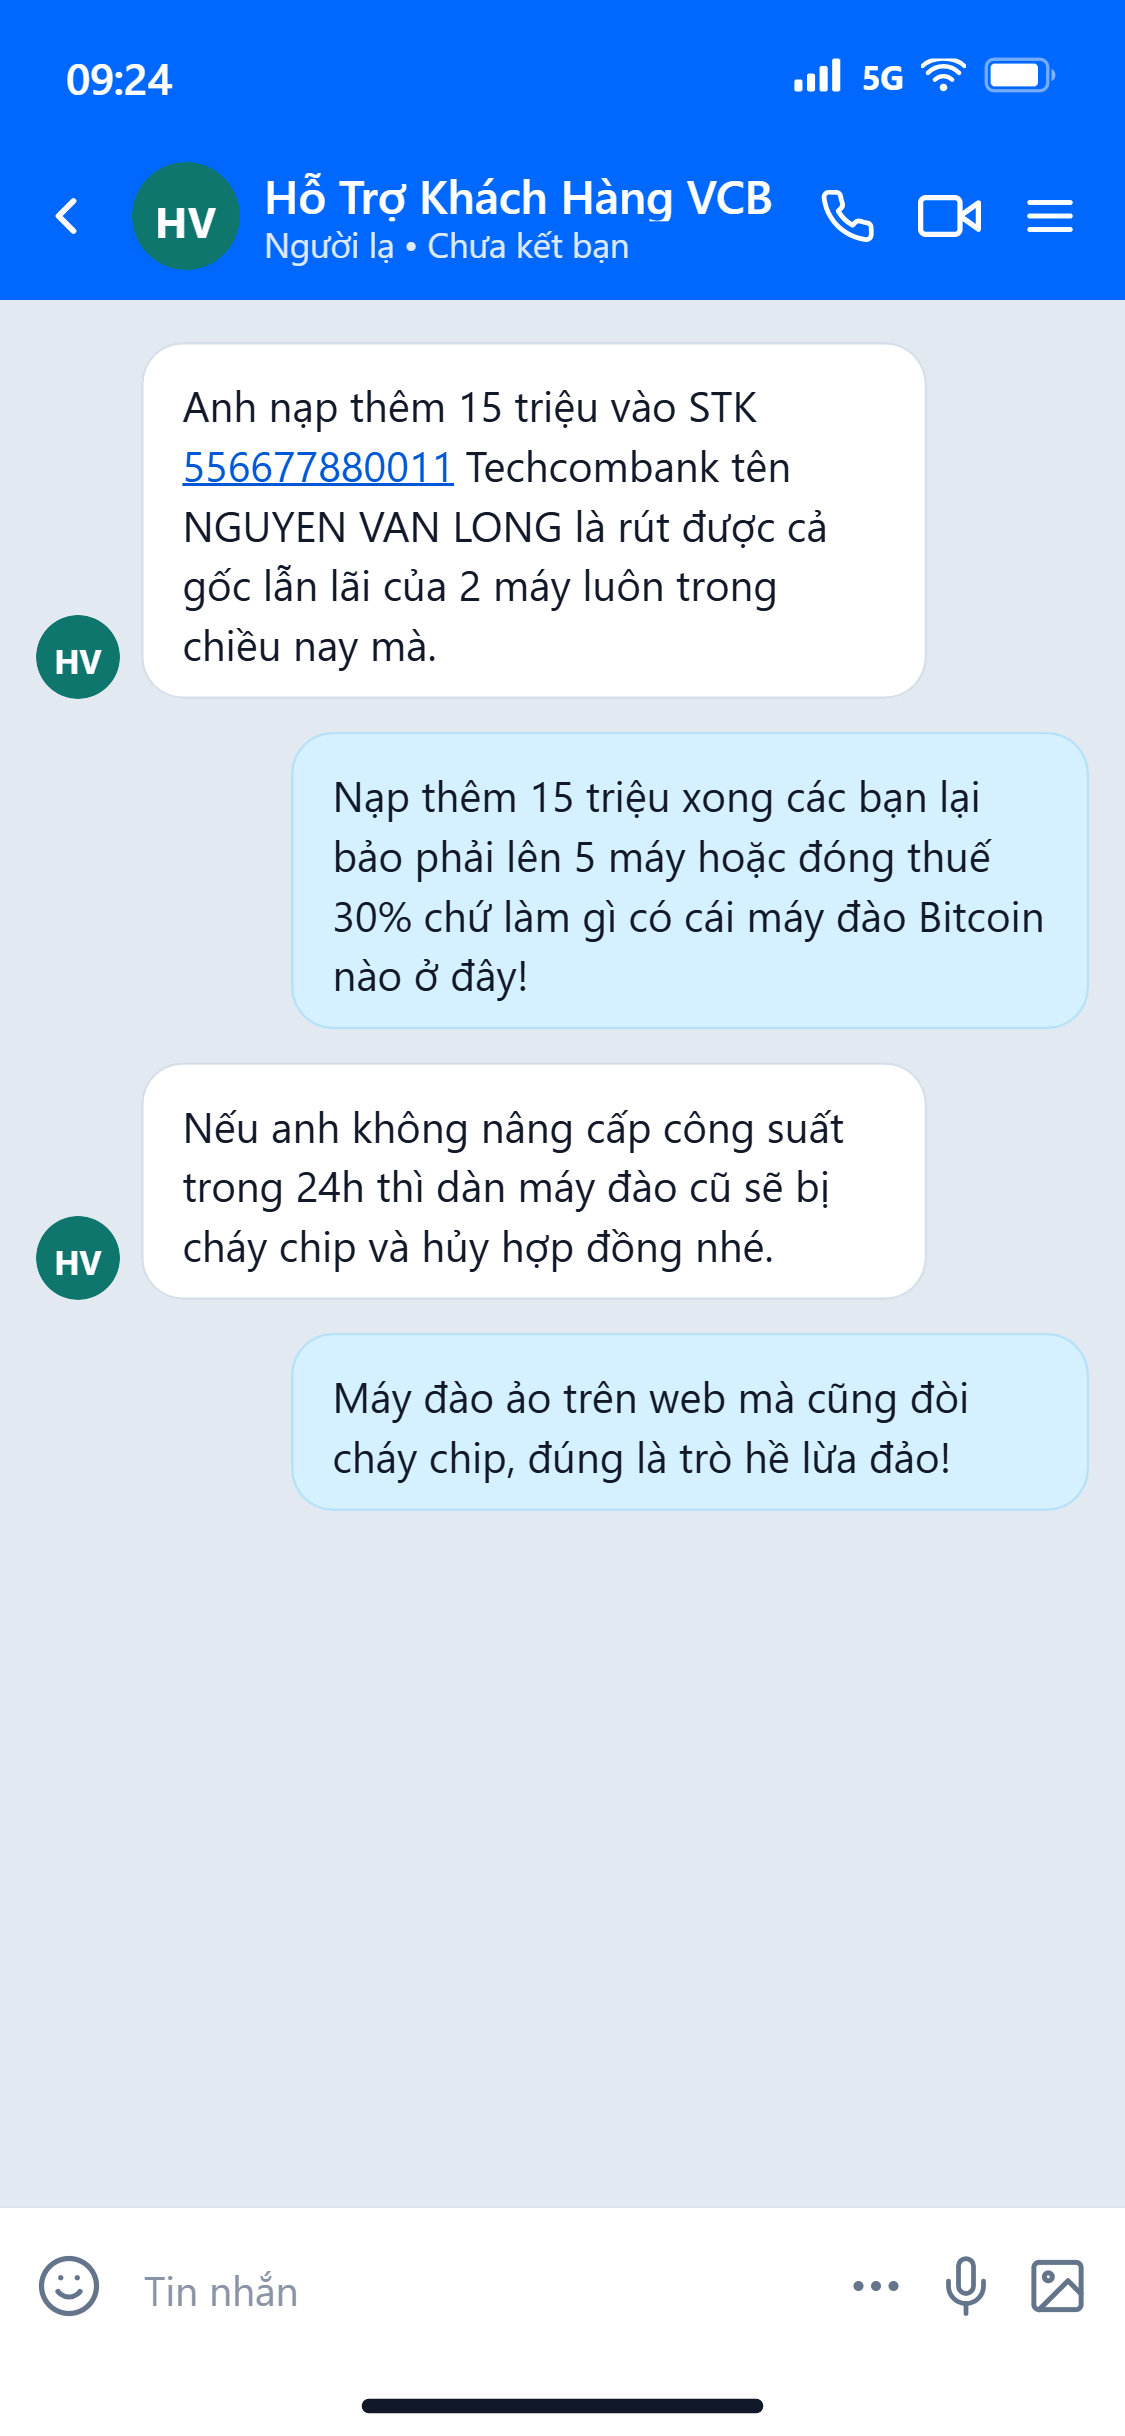 09:24
5G
HV
Hỗ Trợ Khách Hàng VCB
Người lạ • Chưa kết bạn
Anh nạp thêm 15 triệu vào STK
556677880011 Techcombank tên
NGUYEN VAN LONG là rút được cả
gốc lẫn lãi của 2 máy luôn trong
chiều nay mà.
HV
Nạp thêm 15 triệu xong các bạn lại
bảo phải lên 5 máy hoặc đóng thuế
30% chứ làm gì có cái máy đào Bitcoin
nào ở đây!
Nếu anh không nâng cấp công suất
trong 24h thì dàn máy đào cũ sẽ bị
cháy chip và hủy hợp đồng nhé.
HV
Máy đào ảo trên web mà cũng đòi
cháy chip, đúng là trò hề lừa đảo!
Tin nhắn